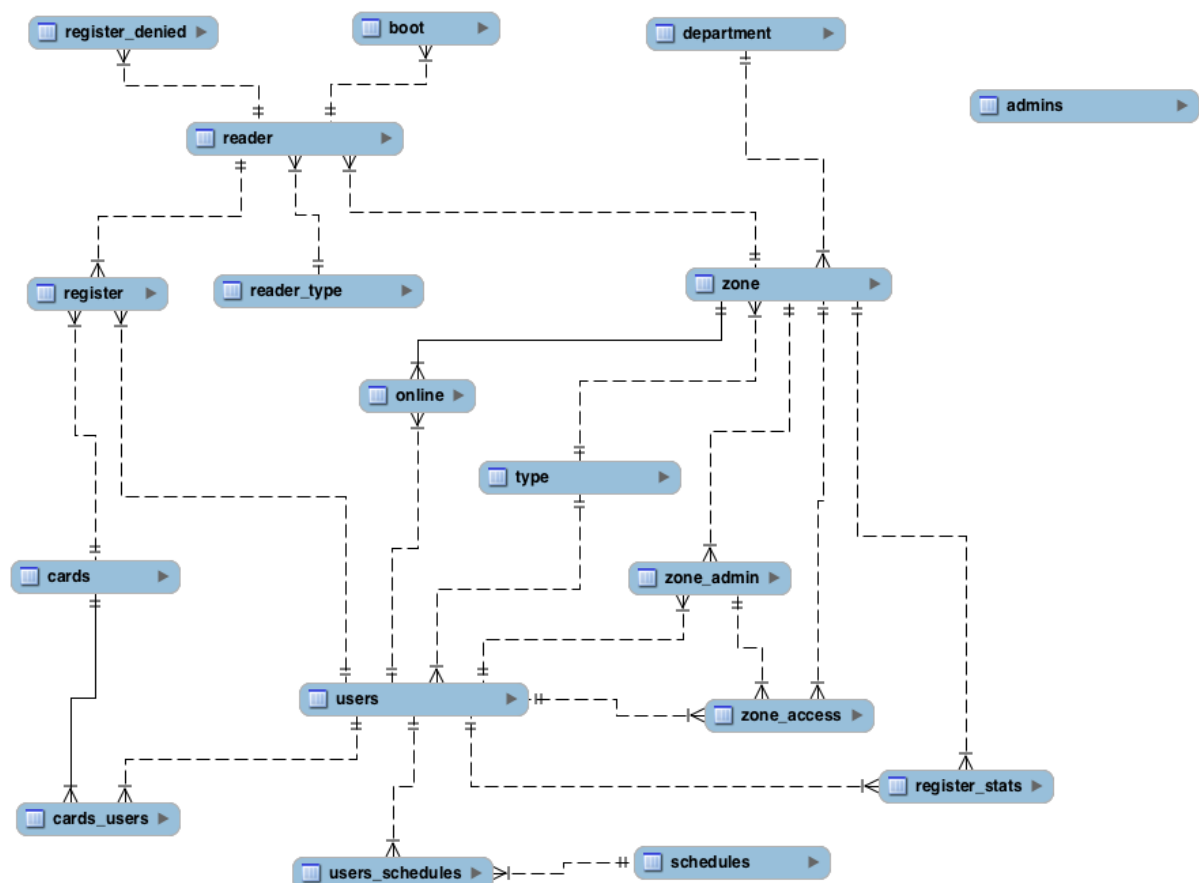 register_denied
boot
department
admins
reader
register
reader_type
zone
online
type
cards
zone_admin
users
zone_access
cards_users
register_stats
users_schedules
schedules